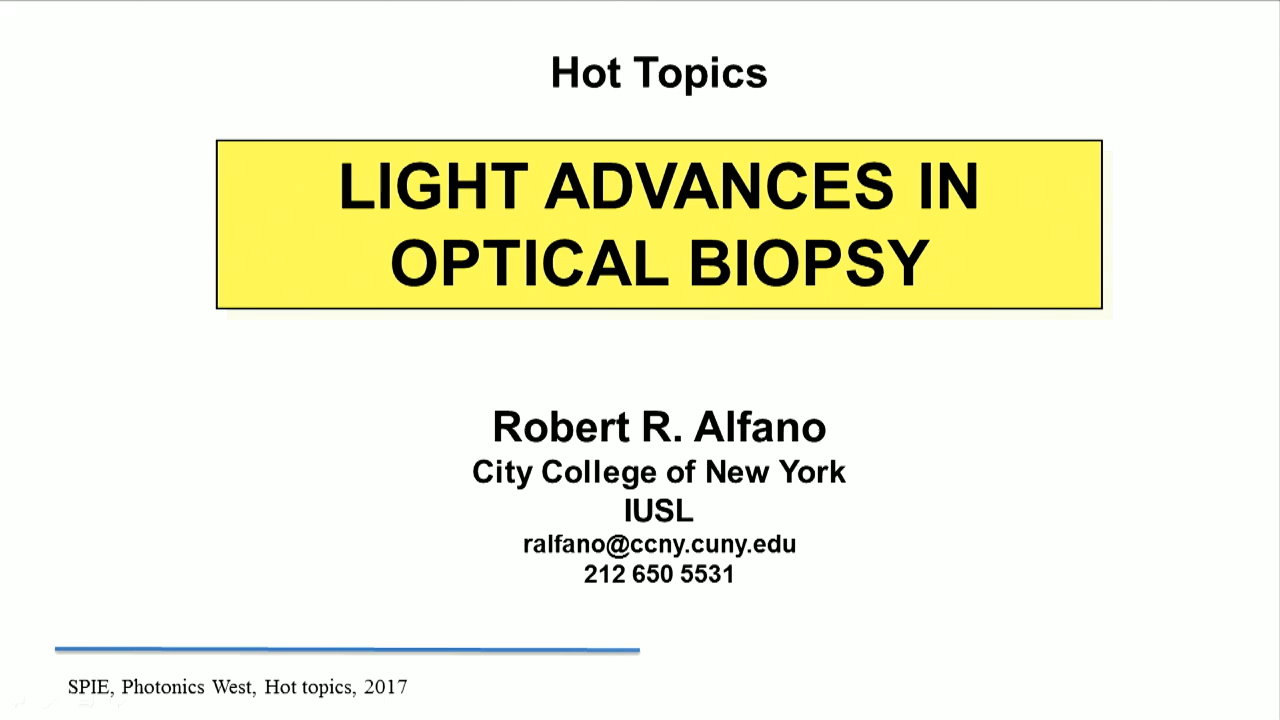 Hot Topics
LIGHT ADVANCES IN
OPTICAL BIOPSY
Robert R. Alfano
City College of New York
IUSL
ralfano@ccny.cuny.edu
212 650 5531
SPIE, Photonics West, Hot topics, 2017